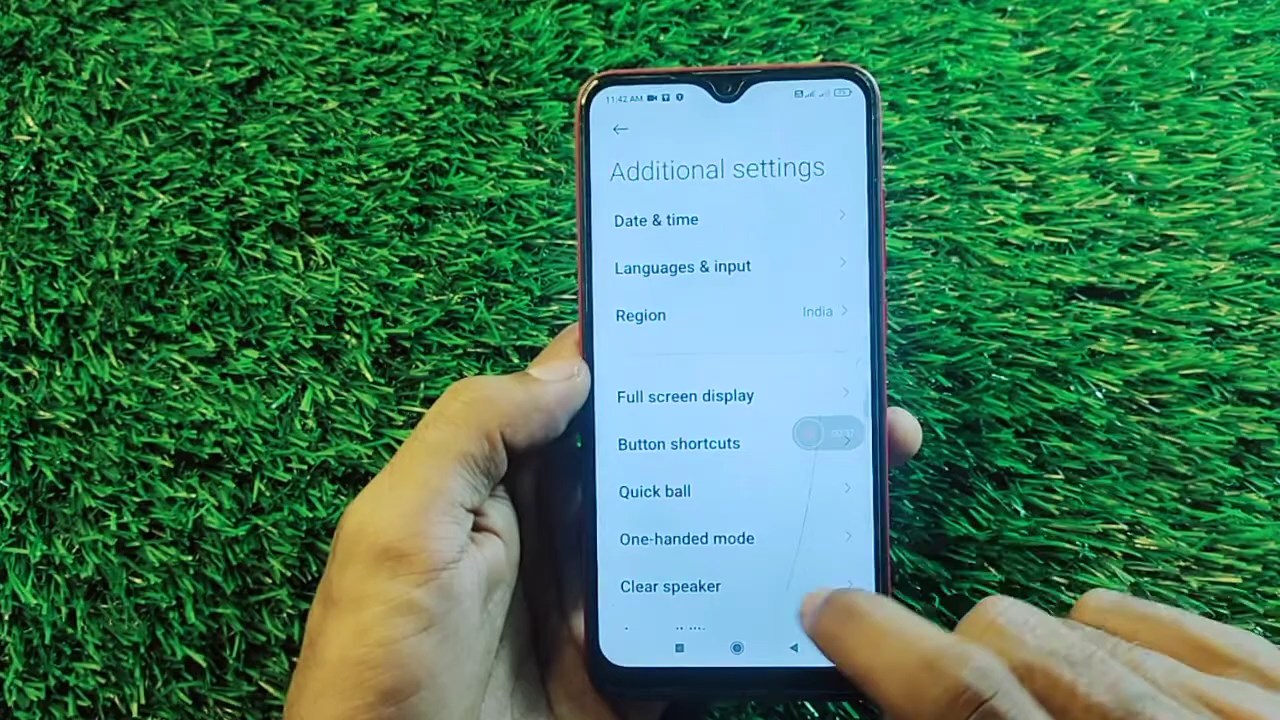 11:42 AM
Additional settings
Date & time
Languages & input
Region India
Full screen display
Button shortcuts
Quick ball
One-handed mode
Clear speaker